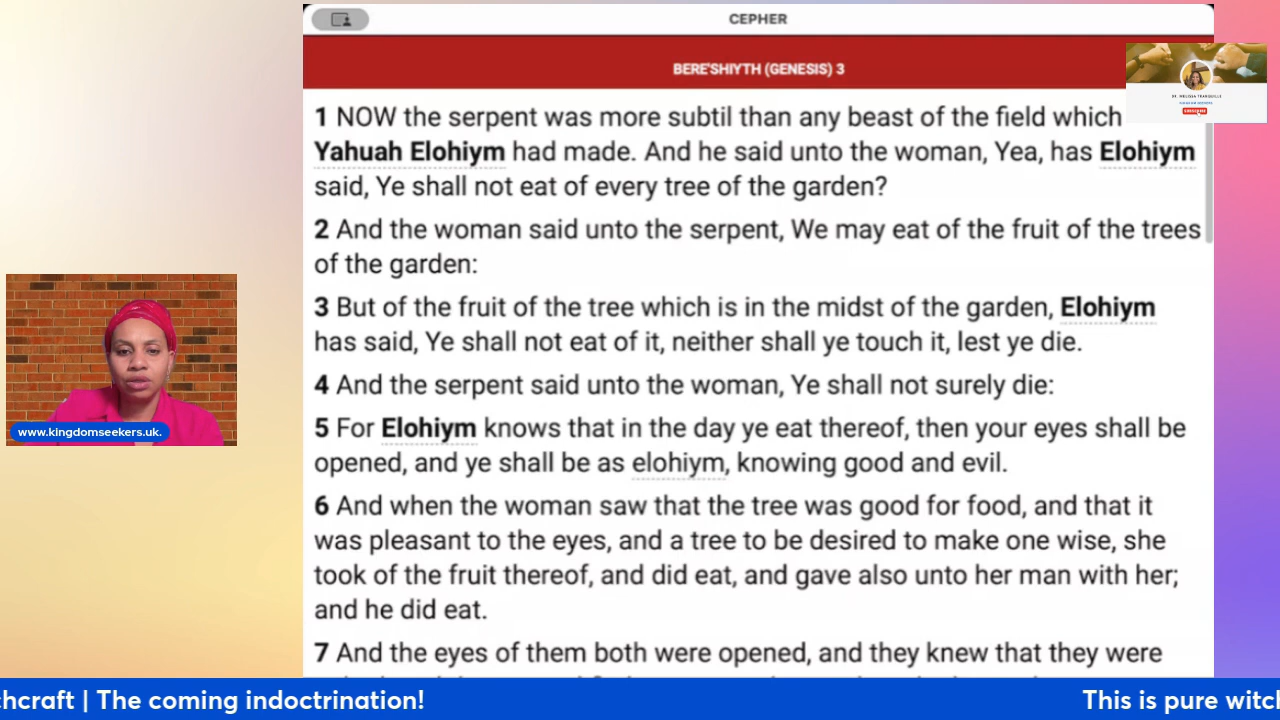 CEPHER
BERE'SHIYTH (GENESIS) 3
1 NOW the serpent was more subtil than any beast of the field which
Yahuah Elohiym had made. And he said unto the woman, Yea, has Elohiym
said, Ye shall not eat of every tree of the garden?
2 And the woman said unto the serpent, We may eat of the fruit of the trees
of the garden:
3 But of the fruit of the tree which is in the midst of the garden, Elohiym
has said, Ye shall not eat of it, neither shall ye touch it, lest ye die.
4 And the serpent said unto the woman, Ye shall not surely die:
5 For Elohiym knows that in the day ye eat thereof, then your eyes shall be
opened, and ye shall be as elohiym, knowing good and evil.
6 And when the woman saw that the tree was good for food, and that it
was pleasant to the eyes, and a tree to be desired to make one wise, she
took of the fruit thereof, and did eat, and gave also unto her man with her;
and he did eat.
7 And the eyes of them both were opened, and they knew that they were
DR. MELISSA TRANQUILLE
SUBSCRIBE
www.kingdomseekers.uk.
hcraft | The coming indoctrination!
This is pure witch